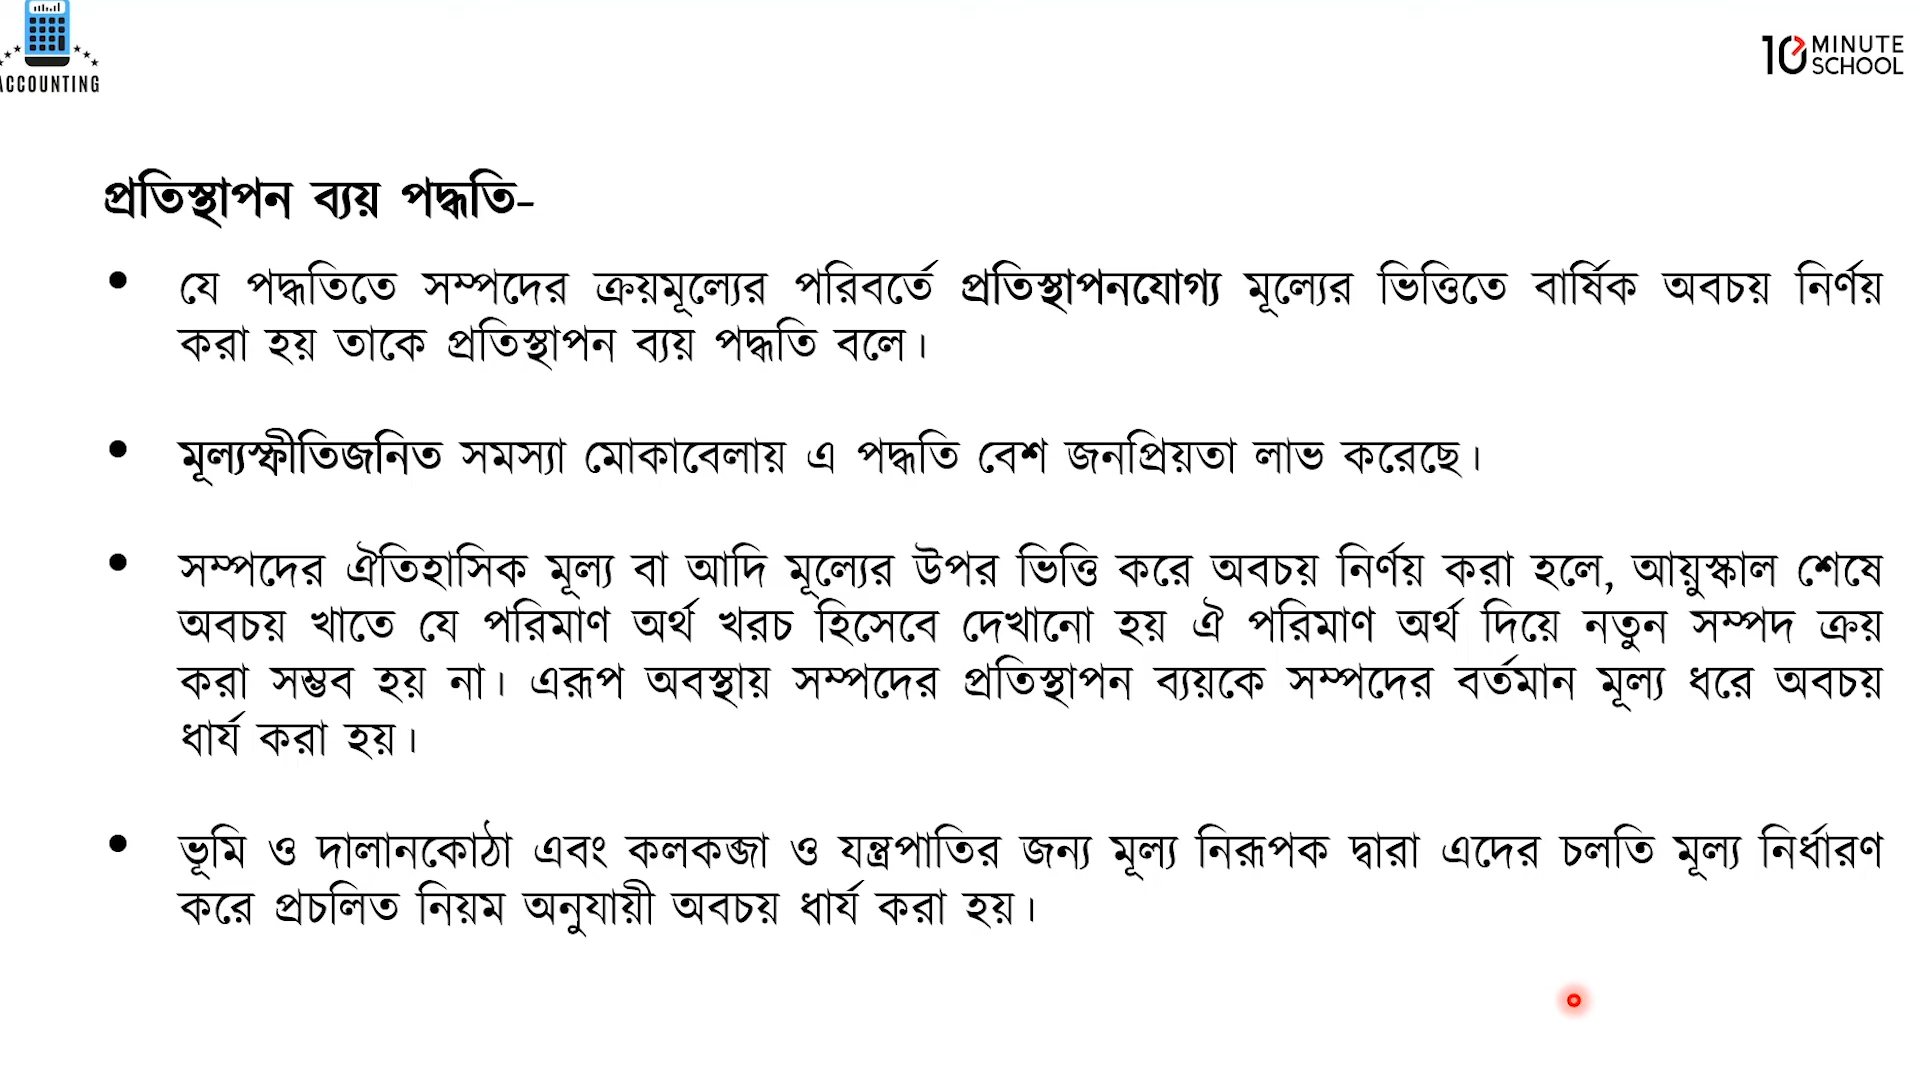 ACCOUNTING
10 MINUTE
SCHOOL
প্রতিস্থাপন ব্যয় পদ্ধতি-
• যে পদ্ধতিতে সম্পদের ক্রয়মূল্যের পরিবর্তে প্রতিস্থাপনযোগ্য মূল্যের ভিত্তিতে বার্ষিক অবচয় নির্ণয়
করা হয় তাকে প্রতিস্থাপন ব্যয় পদ্ধতি বলে।
• মূল্যস্ফীতিজনিত সমস্যা মোকাবেলায় এ পদ্ধতি বেশ জনপ্রিয়তা লাভ করেছে।
• সম্পদের ঐতিহাসিক মূল্য বা আদি মূল্যের উপর ভিত্তি করে অবচয় নির্ণয় করা হলে, আয়ুস্কাল শেষে
অবচয় খাতে যে পরিমাণ অর্থ খরচ হিসেবে দেখানো হয় ঐ পরিমাণ অর্থ দিয়ে নতুন সম্পদ ক্রয়
করা সম্ভব হয় না। এরূপ অবস্থায় সম্পদের প্রতিস্থাপন ব্যয়কে সম্পদের বর্তমান মূল্য ধরে অবচয়
ধার্য করা হয়।
• ভূমি ও দালানকোঠা এবং কলকব্জা ও যন্ত্রপাতির জন্য মূল্য নিরূপক দ্বারা এদের চলতি মূল্য নির্ধারণ
করে প্রচলিত নিয়ম অনুযায়ী অবচয় ধার্য করা হয়।